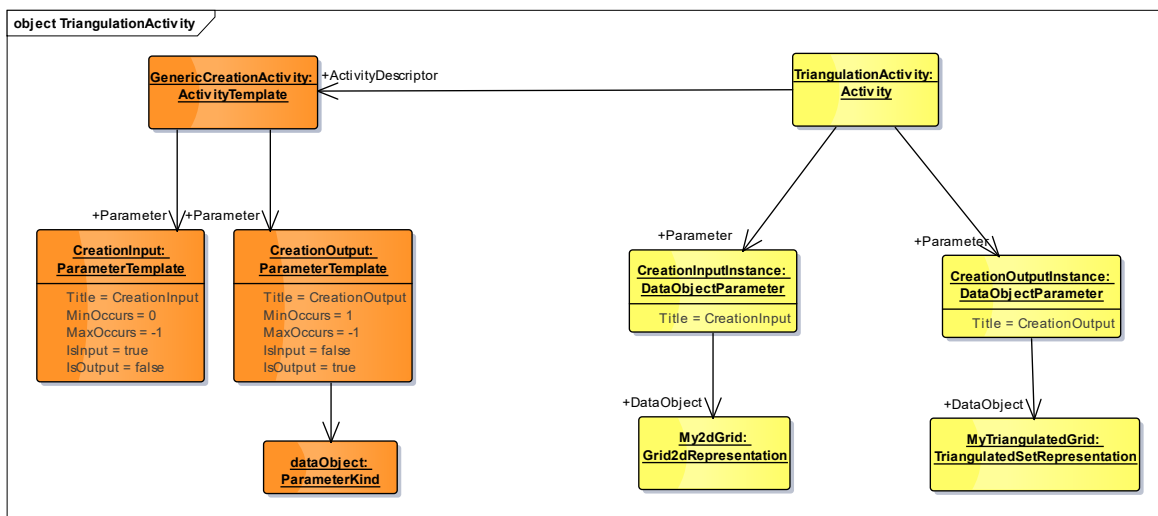 object TriangulationActivity
GenericCreationActivity:
ActivityTemplate
+ActivityDescriptor
TriangulationActivity:
Activity
+Parameter
+Parameter
CreationInput:
ParameterTemplate
Title = CreationInput
MinOccurs = 0
MaxOccurs = -1
IsInput = true
IsOutput = false
CreationOutput:
ParameterTemplate
Title = CreationOutput
MinOccurs = 1
MaxOccurs = -1
IsInput = false
IsOutput = true
+Parameter
CreationInputInstance:
DataObjectParameter
Title = CreationInput
+Parameter
CreationOutputInstance:
DataObjectParameter
Title = CreationOutput
dataObject:
ParameterKind
+DataObject
My2dGrid:
Grid2dRepresentation
+DataObject
MyTriangulatedGrid:
TriangulatedSetRepresentation